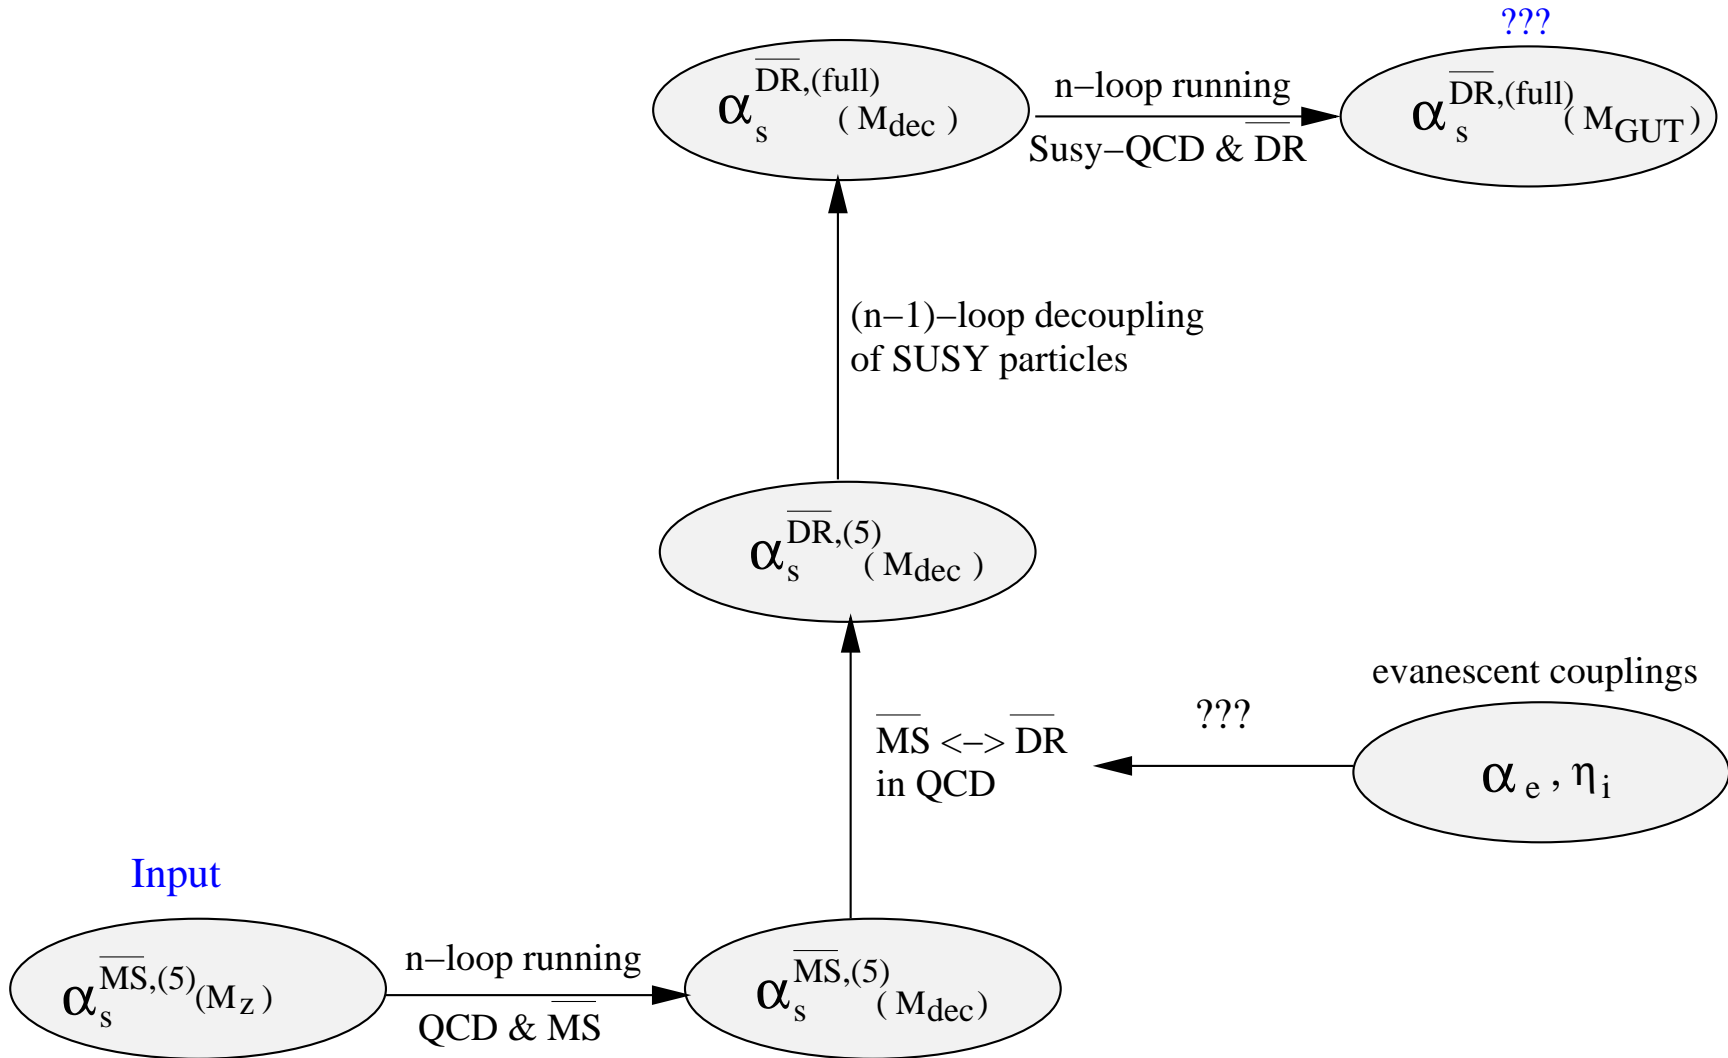 ???
α_s^{\overline{DR},(full)} ( M_dec )
n−loop running
Susy−QCD & \overline{DR}
α_s^{\overline{DR},(full)} ( M_GUT )
(n−1)−loop decoupling
of SUSY particles
α_s^{\overline{DR},(5)} ( M_dec )
evanescent couplings
\overline{MS} <−> \overline{DR}
in QCD
???
α_e , η_i
Input
α_s^{\overline{MS},(5)} (M_z )
n−loop running
QCD & \overline{MS}
α_s^{\overline{MS},(5)} ( M_dec )